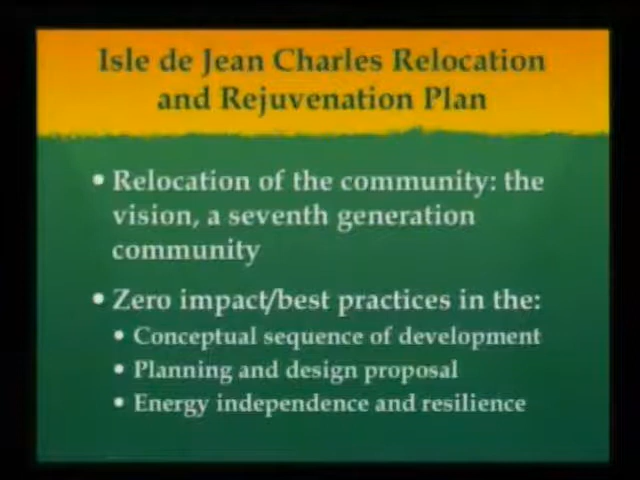 Isle de Jean Charles Relocation
and Rejuvenation Plan
• Relocation of the community: the
vision, a seventh generation
community
• Zero impact/best practices in the:
• Conceptual sequence of development
• Planning and design proposal
• Energy independence and resilience